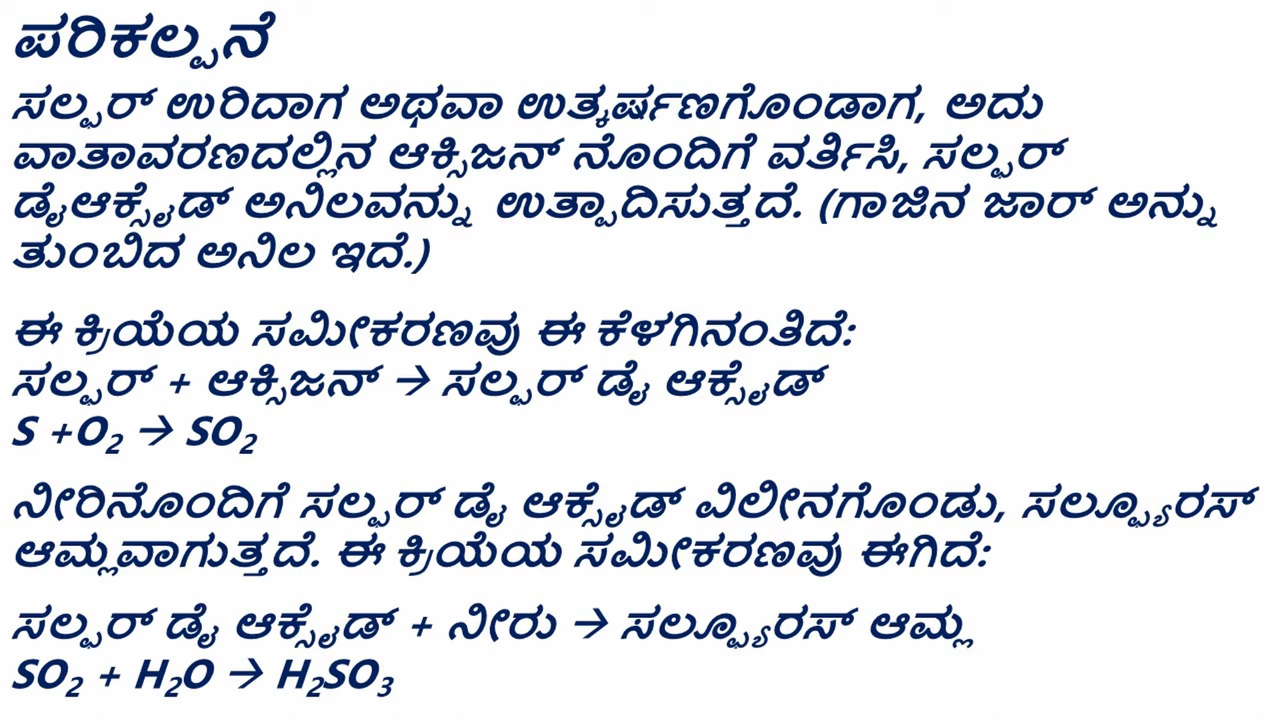 ಪರಿಕಲ್ಪನೆ
ಸಲ್ಫರ್ ಉರಿದಾಗ ಅಥವಾ ಉತ್ಕರ್ಷಣಗೊಂಡಾಗ, ಅದು
ವಾತಾವರಣದಲ್ಲಿನ ಆಕ್ಸಿಜನ್ ನೊಂದಿಗೆ ವರ್ತಿಸಿ, ಸಲ್ಫರ್
ಡೈಆಕ್ಸೈಡ್ ಅನಿಲವನ್ನು ಉತ್ಪಾದಿಸುತ್ತದೆ. (ಗಾಜಿನ ಜಾರ್ ಅನ್ನು
ತುಂಬಿದ ಅನಿಲ ಇದೆ.)
ಈ ಕ್ರಿಯೆಯ ಸಮೀಕರಣವು ಈ ಕೆಳಗಿನಂತಿದೆ:
ಸಲ್ಫರ್ + ಆಕ್ಸಿಜನ್ → ಸಲ್ಫರ್ ಡೈ ಆಕ್ಸೈಡ್
S +O₂ → SO₂
ನೀರಿನೊಂದಿಗೆ ಸಲ್ಫರ್ ಡೈ ಆಕ್ಸೈಡ್ ವಿಲೀನಗೊಂಡು, ಸಲ್ಫ್ಯೂರಸ್
ಆಮ್ಲವಾಗುತ್ತದೆ. ಈ ಕ್ರಿಯೆಯ ಸಮೀಕರಣವು ಈಗಿದೆ:
ಸಲ್ಫರ್ ಡೈ ಆಕ್ಸೈಡ್ + ನೀರು → ಸಲ್ಫ್ಯೂರಸ್ ಆಮ್ಲ
SO₂ + H₂O → H₂SO₃